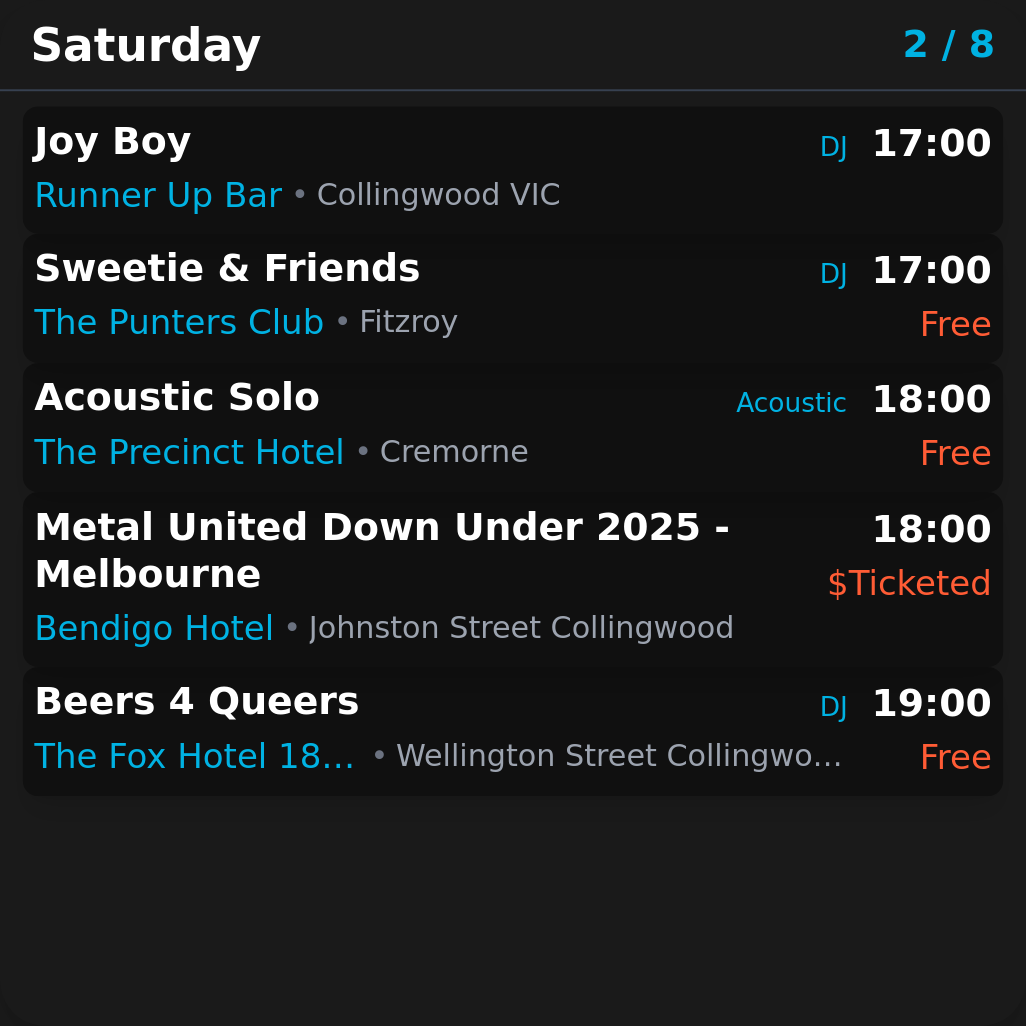 Saturday 2 / 8
Joy Boy DJ 17:00
Runner Up Bar • Collingwood VIC
Sweetie & Friends DJ 17:00
The Punters Club • Fitzroy Free
Acoustic Solo Acoustic 18:00
The Precinct Hotel • Cremorne Free
Metal United Down Under 2025 - 18:00
Melbourne $Ticketed
Bendigo Hotel • Johnston Street Collingwood
Beers 4 Queers DJ 19:00
The Fox Hotel 18... • Wellington Street Collingwo... Free